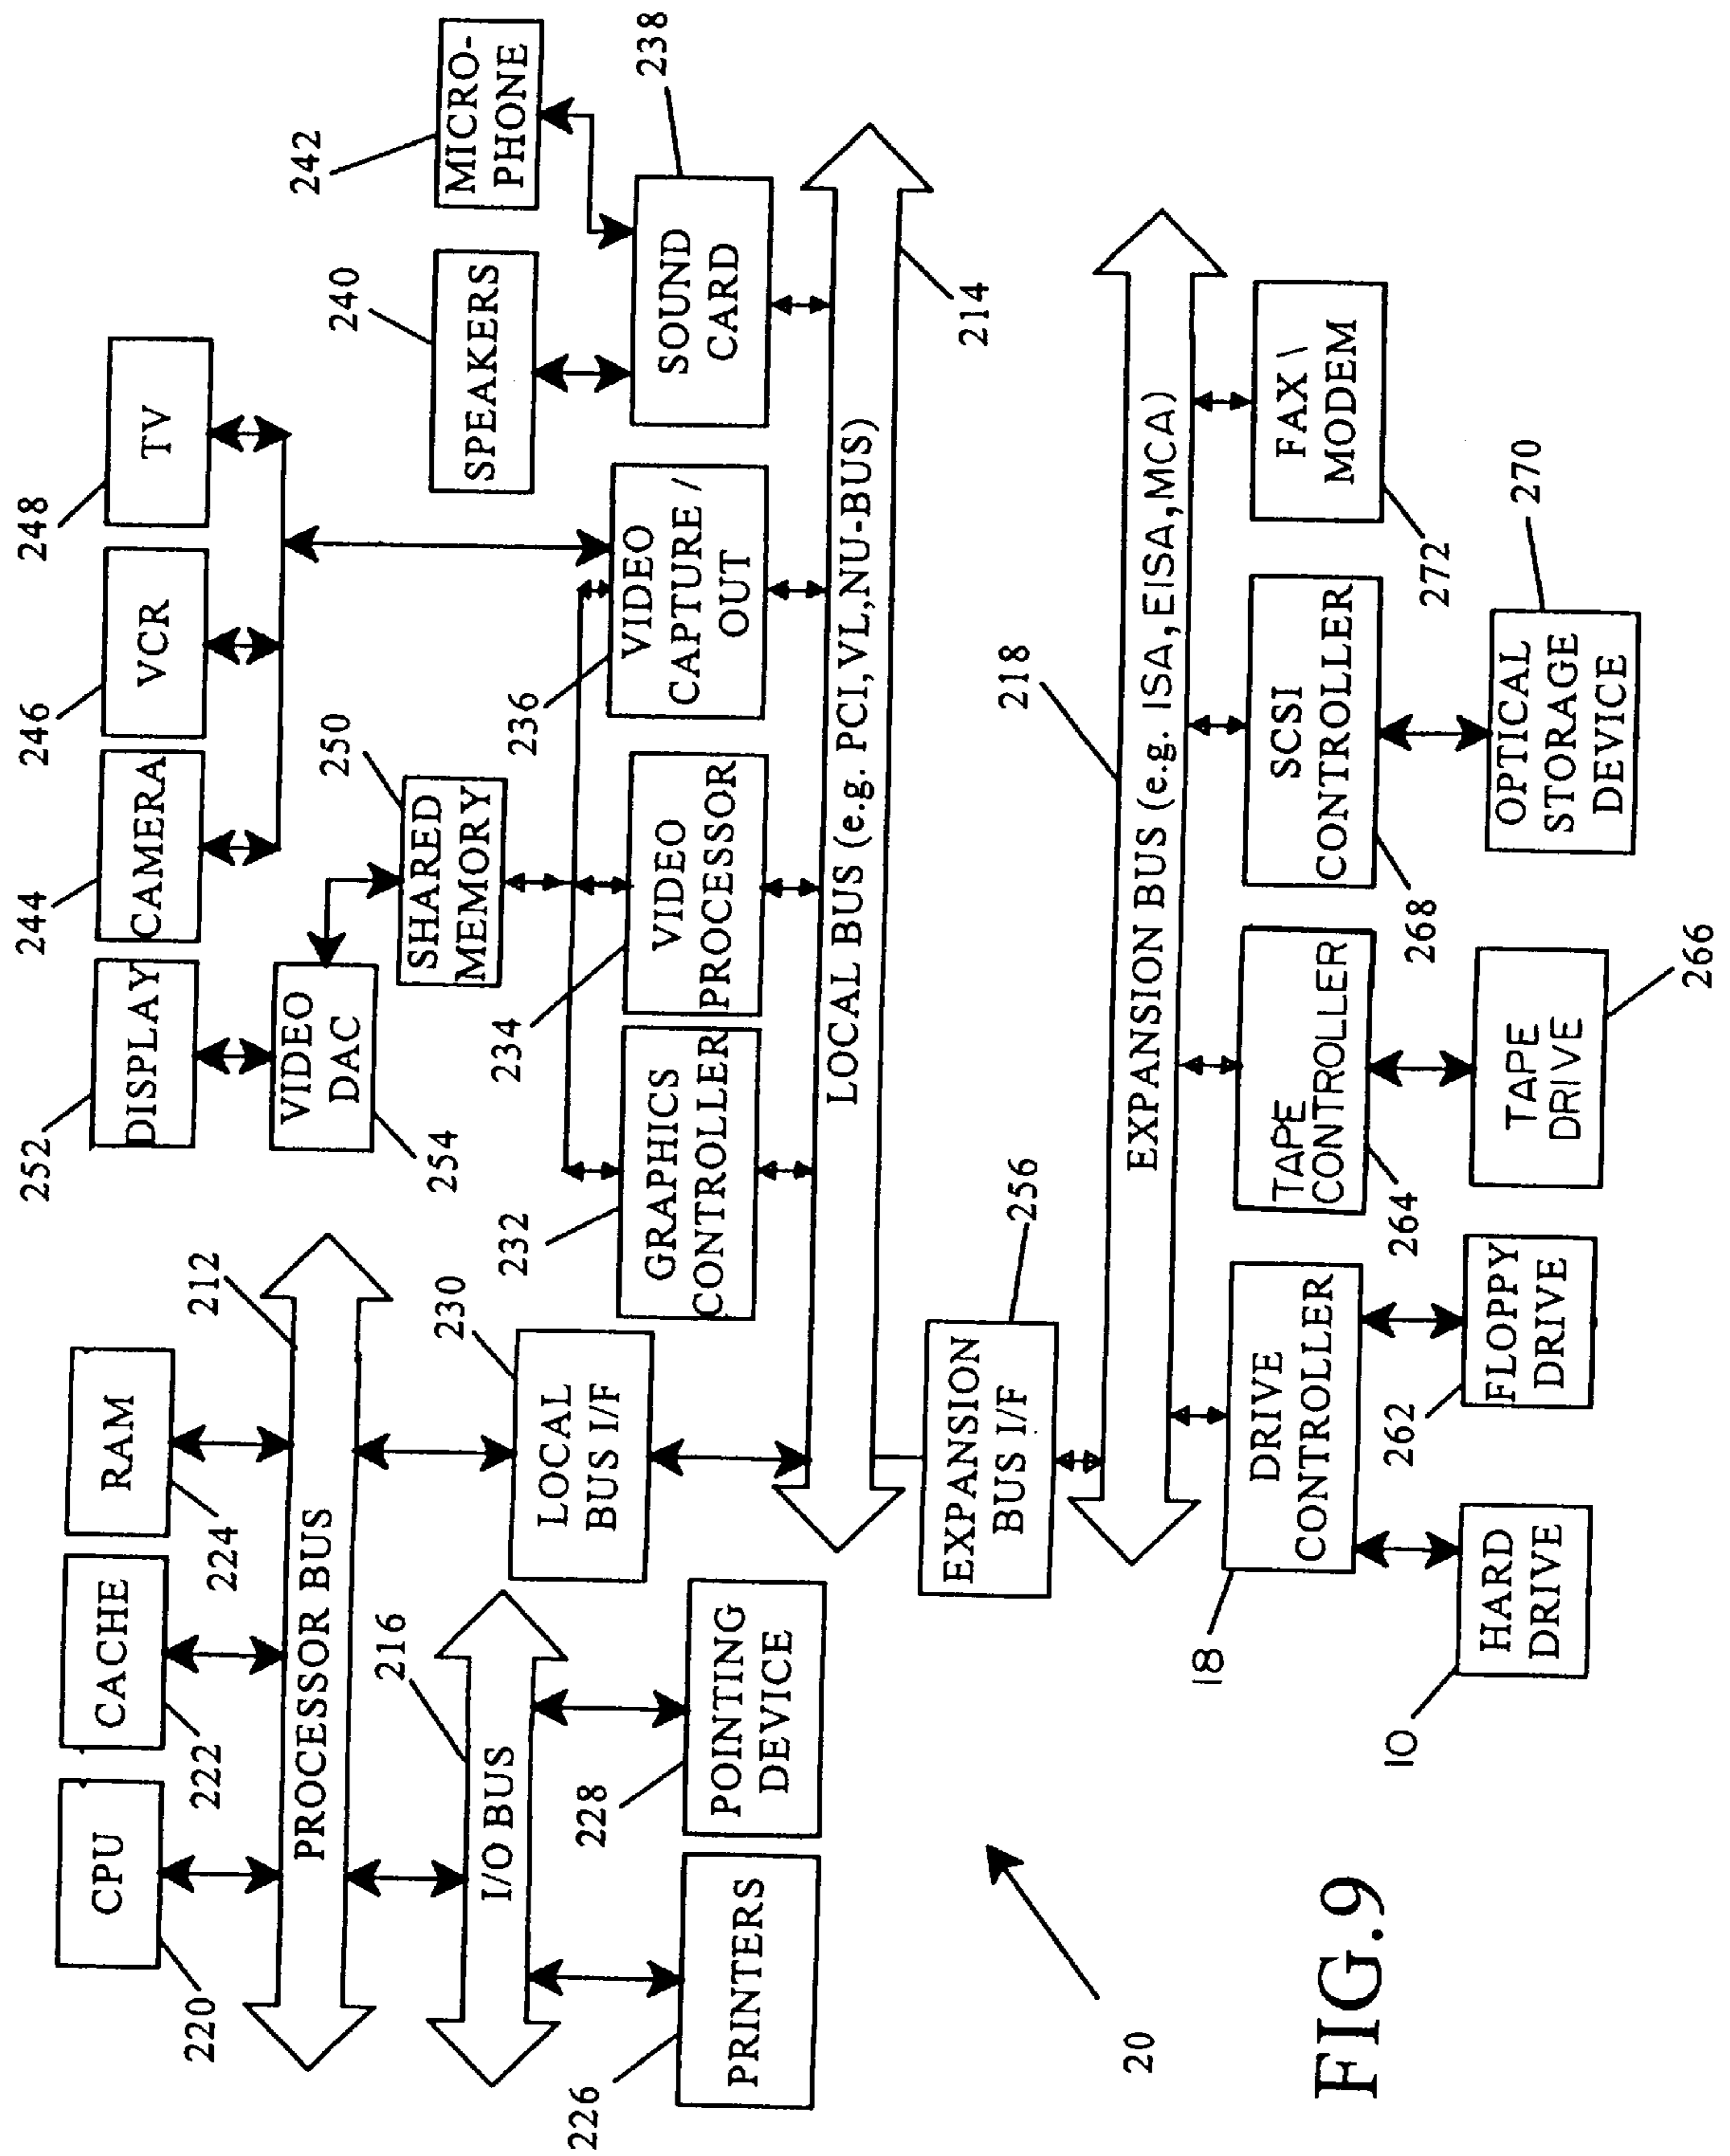 220
CPU
222
CACHE
224
RAM
212
PROCESSOR BUS
216
I/O BUS
226
PRINTERS
228
POINTING
DEVICE
230
LOCAL
BUS I/F
252
DISPLAY
244
CAMERA
246
VCR
248
TV
254
VIDEO
DAC
250
SHARED
MEMORY
240
SPEAKERS
242
MICRO-
PHONE
232
GRAPHICS
CONTROLLER
234
VIDEO
PROCESSOR
236
VIDEO
CAPTURE /
OUT
238
SOUND
CARD
LOCAL BUS (e.g. PCI,VL,NU-BUS)
214
256
EXPANSION
BUS I/F
218
EXPANSION BUS (e.g. ISA,EISA,MCA)
18
DRIVE
CONTROLLER
264
TAPE
CONTROLLER
268
SCSI
CONTROLLER
272
FAX\
MODEM
10
HARD
DRIVE
262
FLOPPY
DRIVE
TAPE
DRIVE
266
OPTICAL
STORAGE
DEVICE
270
20
FIG.9